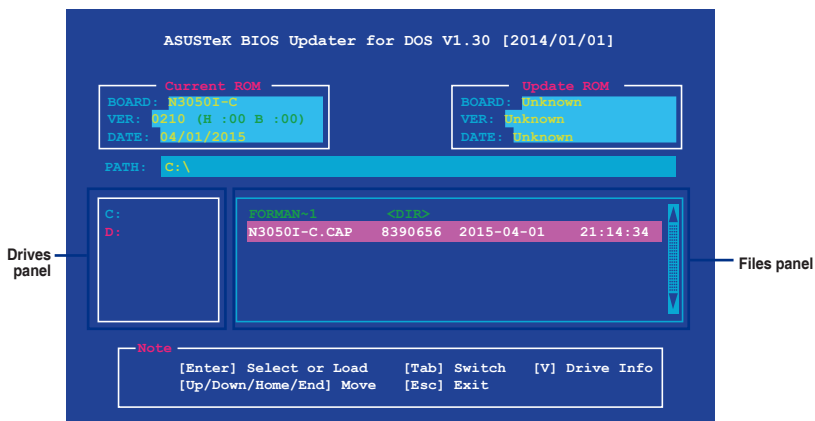 ASUSTeK BIOS Updater for DOS V1.30 [2014/01/01]
Current ROM
BOARD: N3050I-C
VER: 0210 (H :00 B :00)
DATE: 04/01/2015
Update ROM
BOARD: Unknown
VER: Unknown
DATE: Unknown
PATH: C:\
C:
D:
FORMAN~1 <DIR>
N3050I-C.CAP 8390656 2015-04-01 21:14:34
Drives panel
Files panel
Note
[Enter] Select or Load [Tab] Switch [V] Drive Info
[Up/Down/Home/End] Move [Esc] Exit